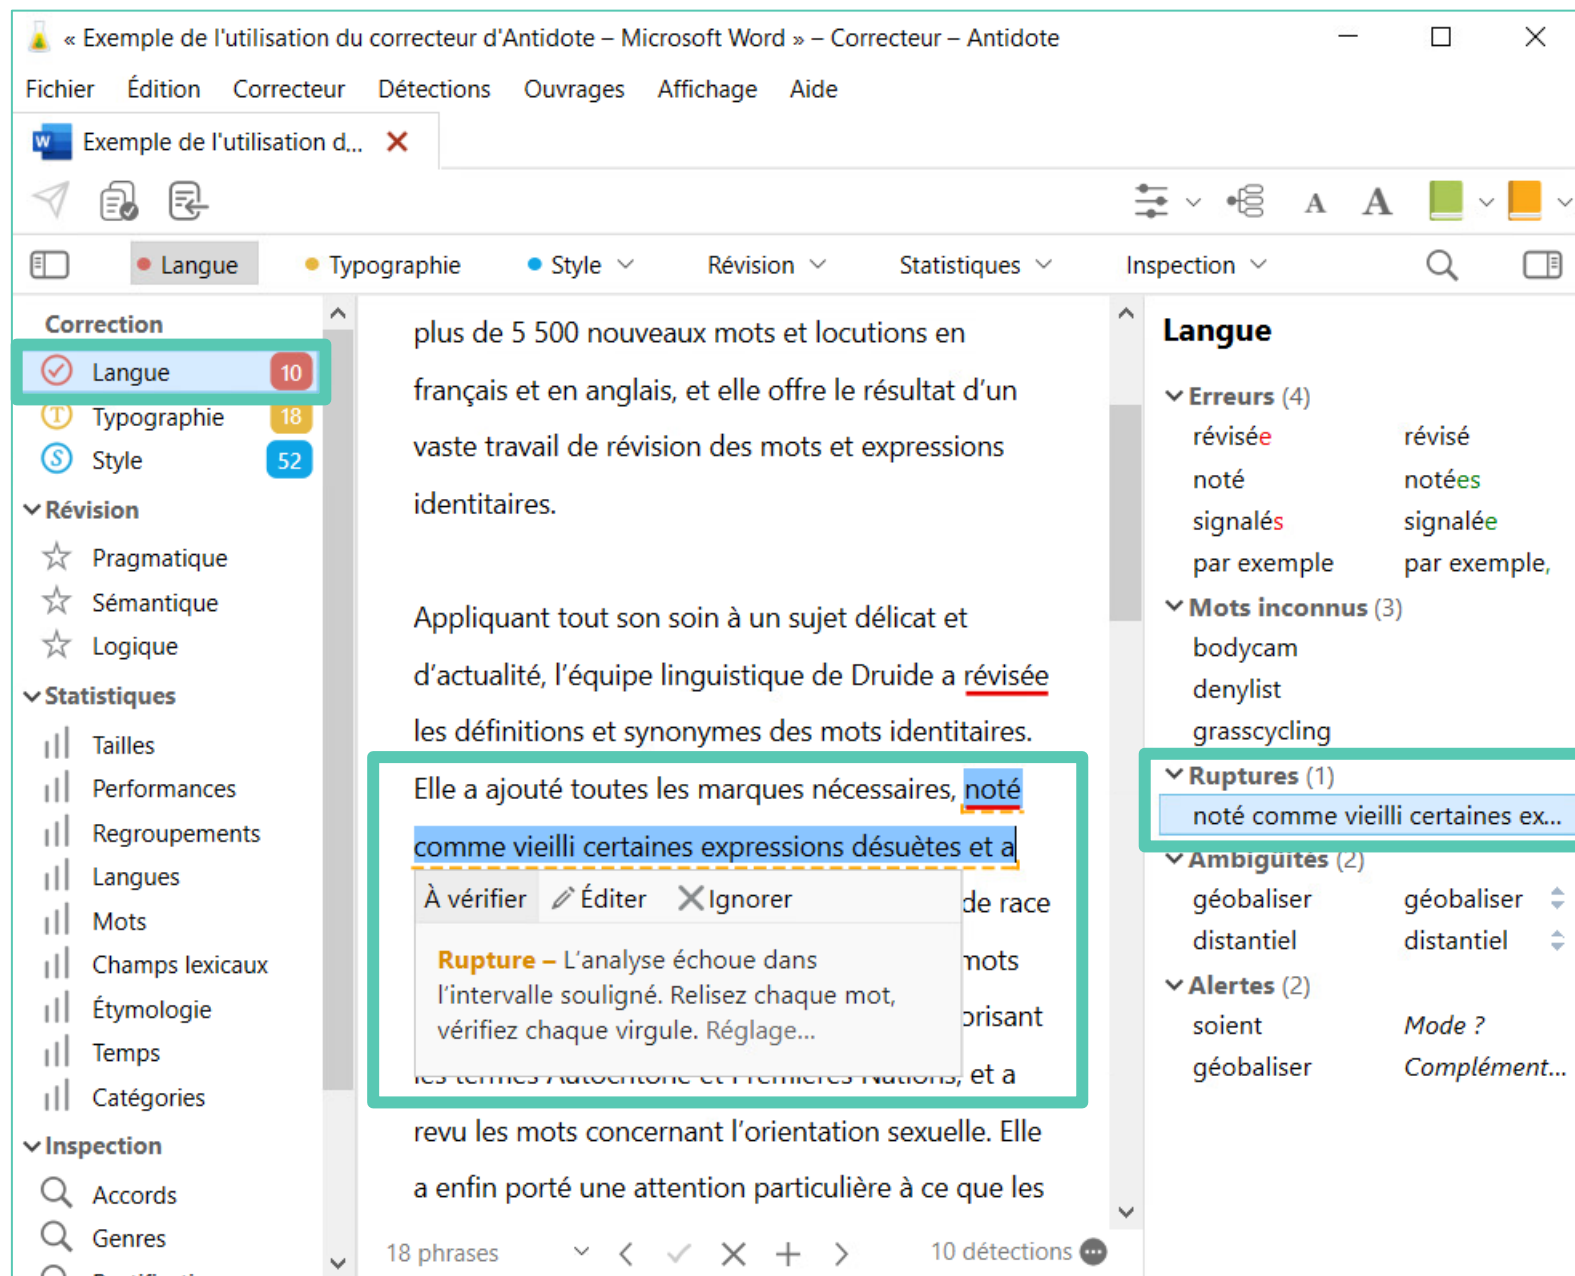 « Exemple de l'utilisation du correcteur d'Antidote – Microsoft Word » – Correcteur – Antidote
Fichier Édition Correcteur Détections Ouvrages Affichage Aide
W Exemple de l'utilisation d...
A A
Langue Typographie Style Révision Statistiques Inspection
Correction
Langue 10
T Typographie 18
S Style 52
Révision
Pragmatique
Sémantique
Logique
Statistiques
Tailles
Performances
Regroupements
Langues
Mots
Champs lexicaux
Étymologie
Temps
Catégories
Inspection
Accords
Genres
plus de 5 500 nouveaux mots et locutions en
français et en anglais, et elle offre le résultat d'un
vaste travail de révision des mots et expressions
identitaires.
Appliquant tout son soin à un sujet délicat et
d'actualité, l'équipe linguistique de Druide a révisée
les définitions et synonymes des mots identitaires.
Elle a ajouté toutes les marques nécessaires, noté
comme vieilli certaines expressions désuètes et a
À vérifier Éditer Ignorer
de race
Rupture – L'analyse échoue dans
l'intervalle souligné. Relisez chaque mot,
vérifiez chaque virgule. Réglage...
mots
orisant
les termes Autochtone et Premières Nations, et a
revu les mots concernant l'orientation sexuelle. Elle
a enfin porté une attention particulière à ce que les
18 phrases 10 détections
Langue
Erreurs (4)
révisée révisé
noté notées
signalés signalée
par exemple par exemple,
Mots inconnus (3)
bodycam
denylist
grasscycling
Ruptures (1)
noté comme vieilli certaines ex...
Ambigüités (2)
géobaliser géobaliser
distantiel distantiel
Alertes (2)
soient Mode ?
géobaliser Complément...